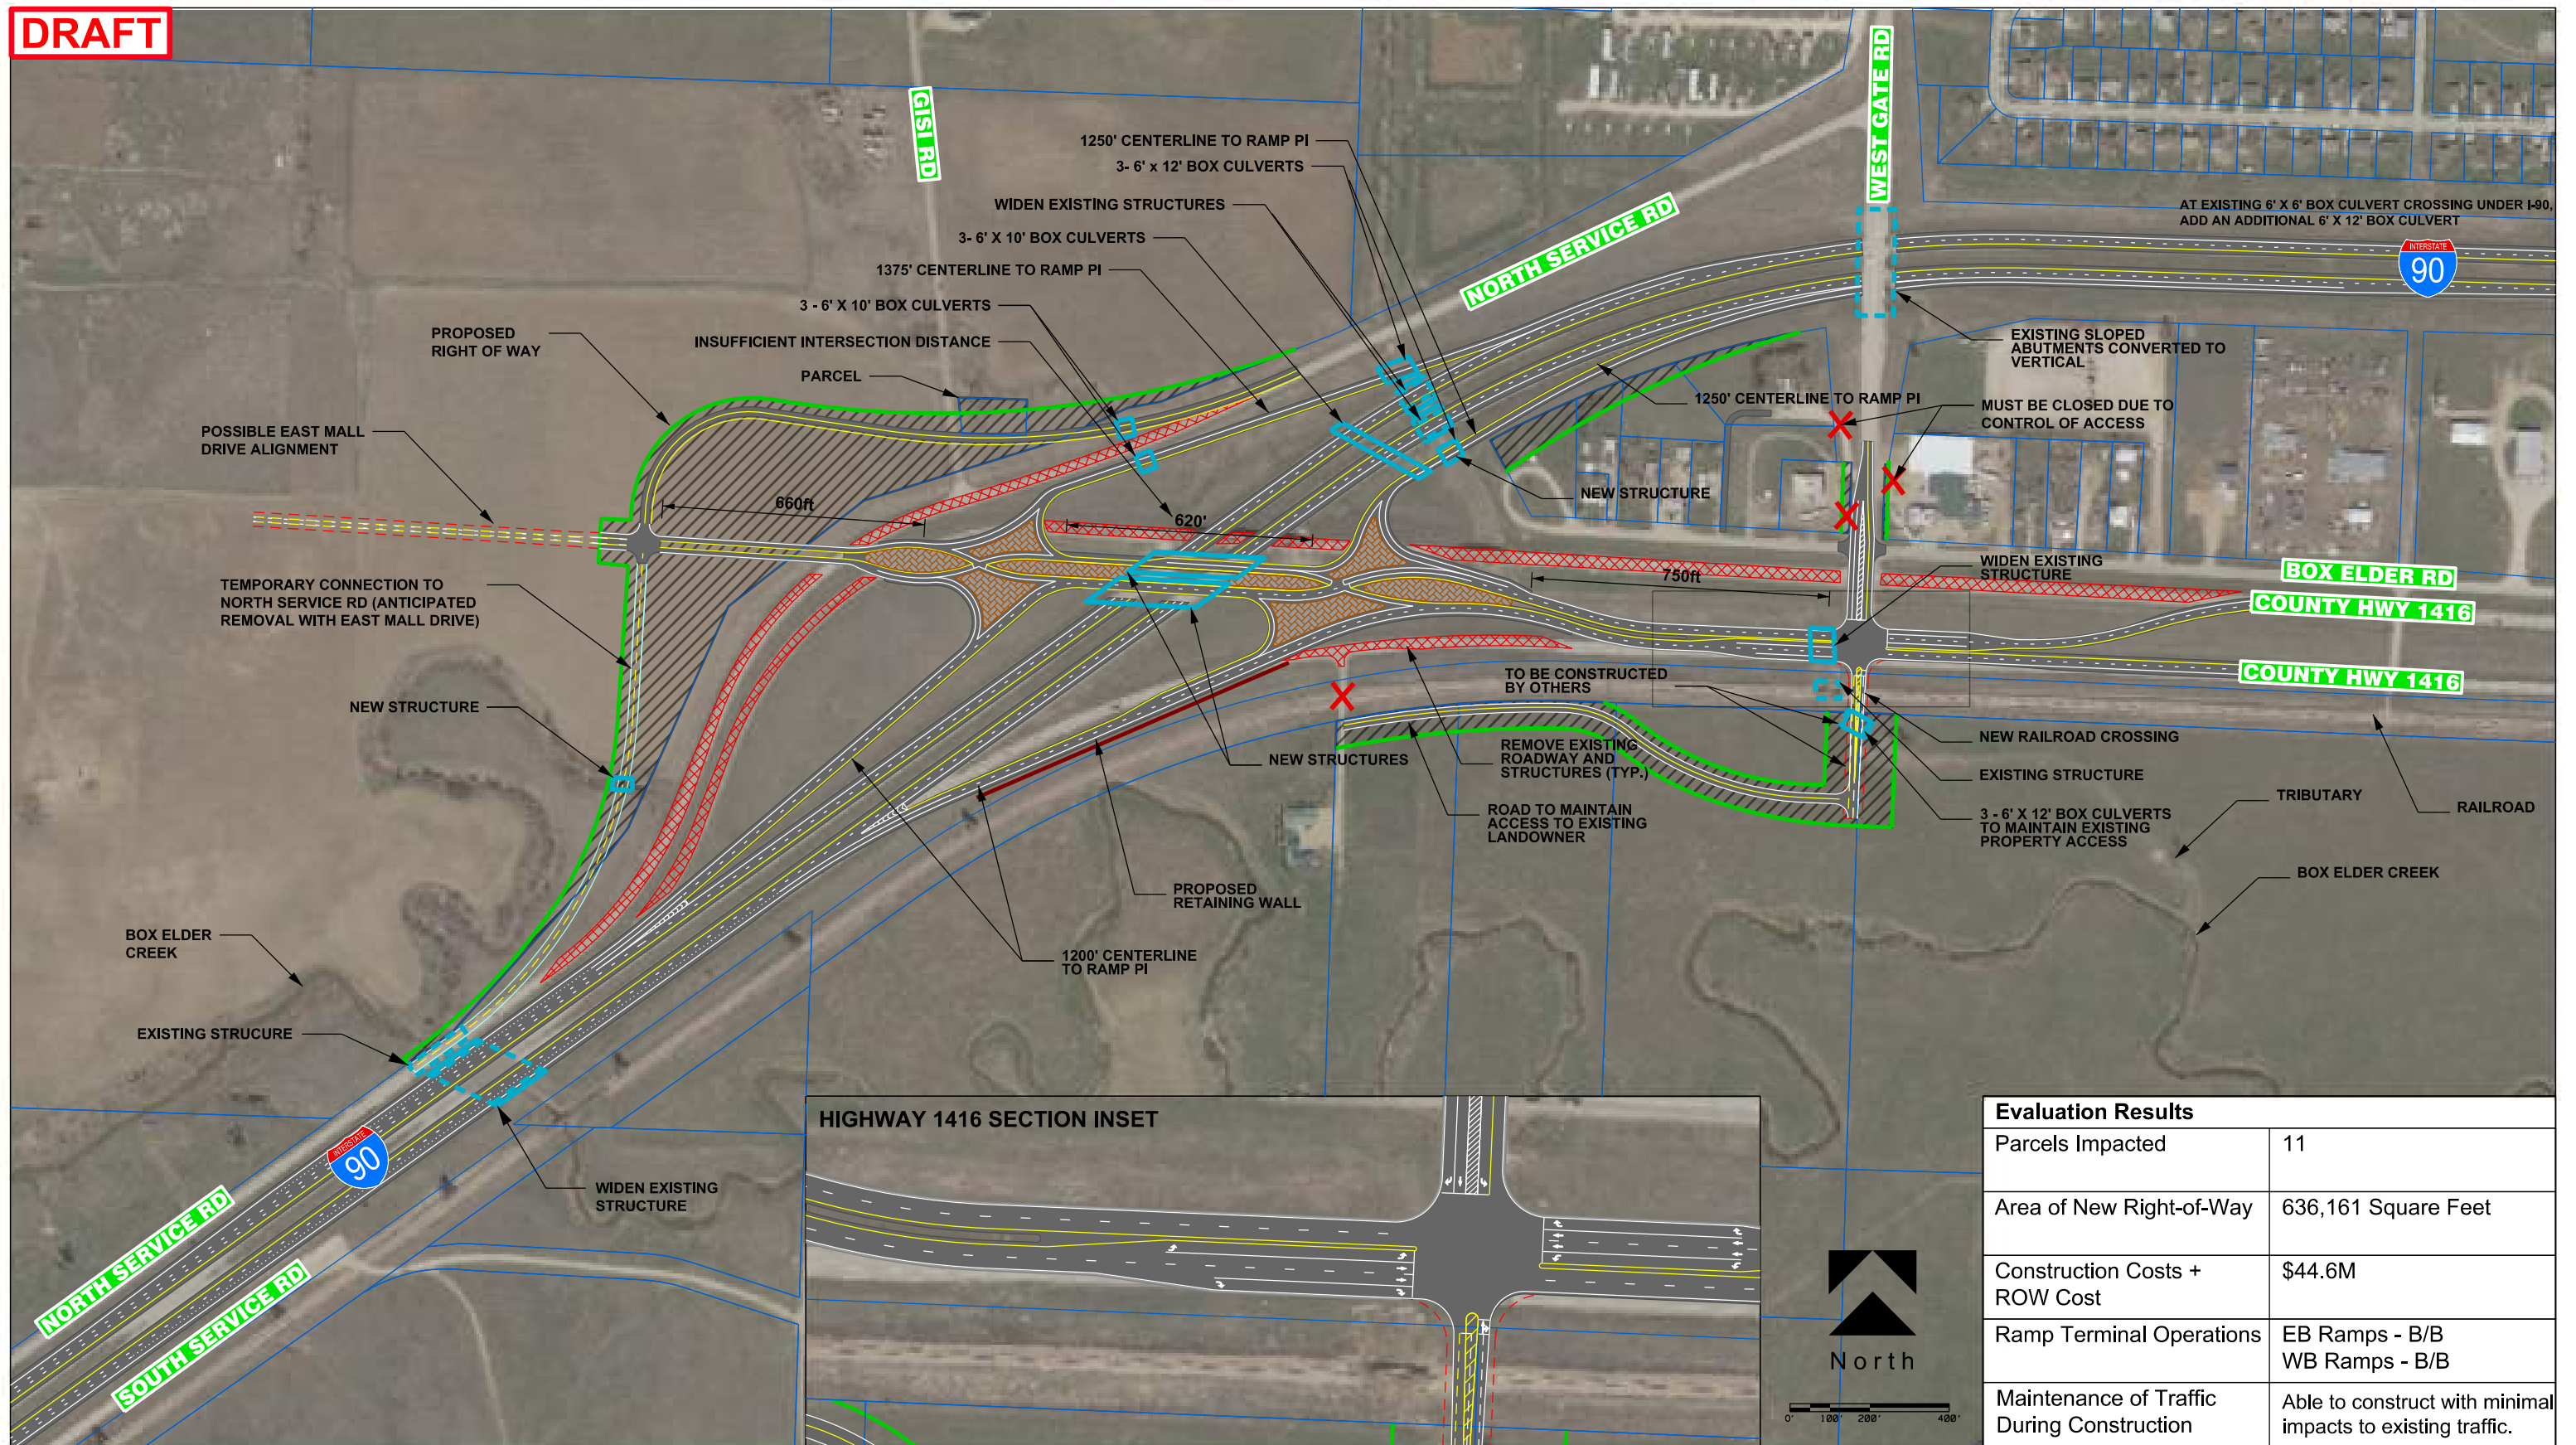 DRAFT
GISI RD
WEST GATE RD
1250' CENTERLINE TO RAMP PI
3- 6' x 12' BOX CULVERTS
WIDEN EXISTING STRUCTURES
3- 6' X 10' BOX CULVERTS
1375' CENTERLINE TO RAMP PI
3 - 6' X 10' BOX CULVERTS
INSUFFICIENT INTERSECTION DISTANCE
PARCEL
PROPOSED
RIGHT OF WAY
POSSIBLE EAST MALL
DRIVE ALIGNMENT
NORTH SERVICE RD
AT EXISTING 6' X 6' BOX CULVERT CROSSING UNDER I-90,
ADD AN ADDITIONAL 6' X 12' BOX CULVERT
INTERSTATE
90
EXISTING SLOPED
ABUTMENTS CONVERTED TO
VERTICAL
1250' CENTERLINE TO RAMP PI
MUST BE CLOSED DUE TO
CONTROL OF ACCESS
NEW STRUCTURE
660ft
620'
750ft
WIDEN EXISTING
STRUCTURE
BOX ELDER RD
COUNTY HWY 1416
COUNTY HWY 1416
TEMPORARY CONNECTION TO
NORTH SERVICE RD (ANTICIPATED
REMOVAL WITH EAST MALL DRIVE)
NEW STRUCTURE
TO BE CONSTRUCTED
BY OTHERS
NEW STRUCTURES
REMOVE EXISTING
ROADWAY AND
STRUCTURES (TYP.)
ROAD TO MAINTAIN
ACCESS TO EXISTING
LANDOWNER
NEW RAILROAD CROSSING
EXISTING STRUCTURE
3 - 6' X 12' BOX CULVERTS
TO MAINTAIN EXISTING
PROPERTY ACCESS
TRIBUTARY
RAILROAD
BOX ELDER CREEK
PROPOSED
RETAINING WALL
1200' CENTERLINE
TO RAMP PI
BOX ELDER
CREEK
EXISTING STRUCURE
WIDEN EXISTING
STRUCTURE
INTERSTATE
90
NORTH SERVICE RD
SOUTH SERVICE RD
HIGHWAY 1416 SECTION INSET
North
0' 100' 200' 400'
Evaluation Results
Parcels Impacted 11
Area of New Right-of-Way 636,161 Square Feet
Construction Costs + $44.6M
ROW Cost
Ramp Terminal Operations EB Ramps - B/B
WB Ramps - B/B
Maintenance of Traffic Able to construct with minimal
During Construction impacts to existing traffic.